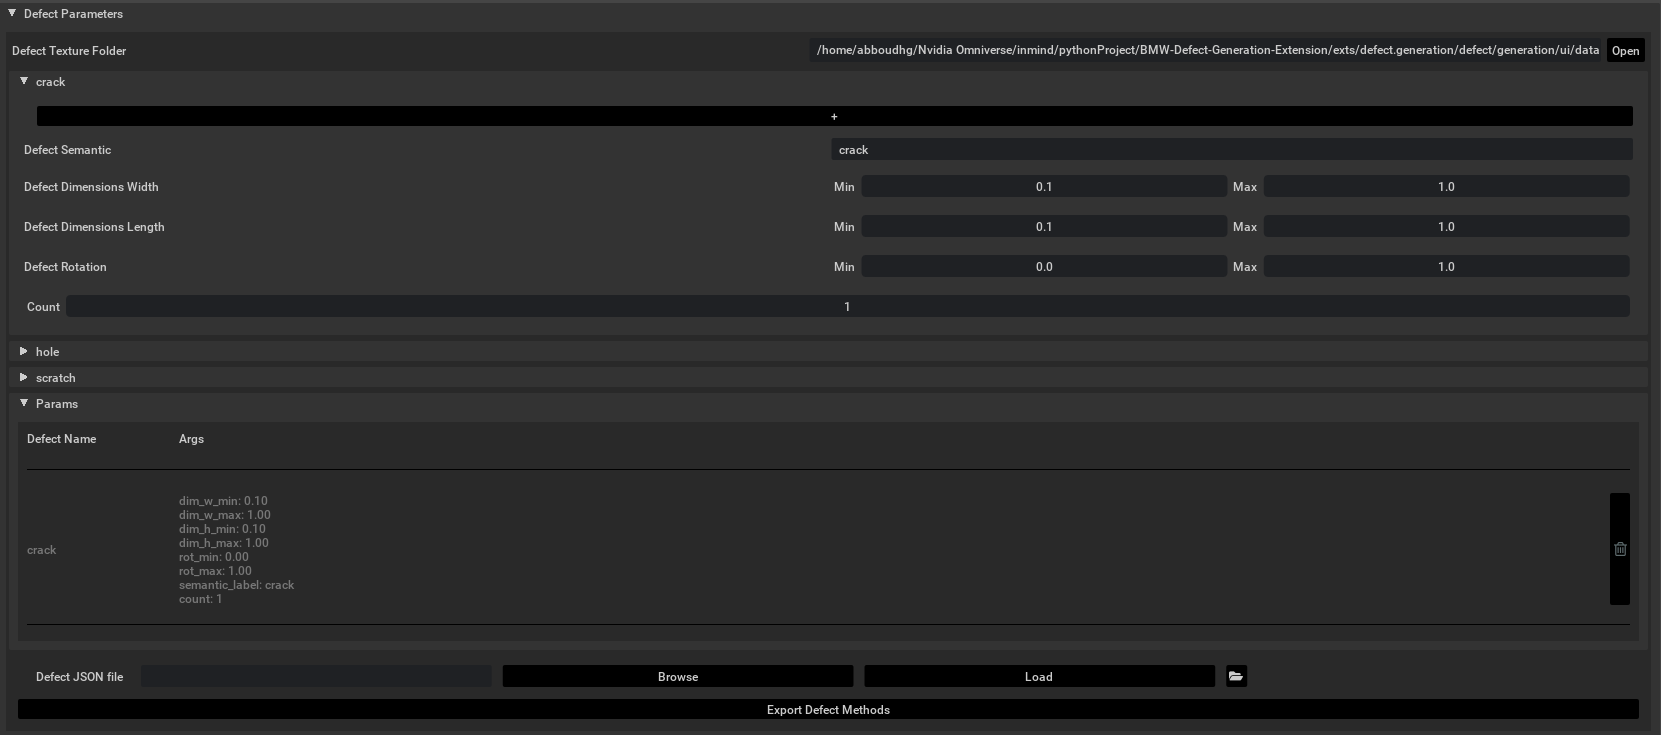 Defect Parameters
Defect Texture Folder /home/abboudhg/Nvidia Omniverse/inmind/pythonProject/BMW-Defect-Generation-Extension/exts/defect.generation/defect/generation/ui/data Open
crack
+
Defect Semantic crack
Defect Dimensions Width Min 0.1 Max 1.0
Defect Dimensions Length Min 0.1 Max 1.0
Defect Rotation Min 0.0 Max 1.0
Count 1
hole
scratch
Params
Defect Name Args
crack
dim_w_min: 0.10
dim_w_max: 1.00
dim_h_min: 0.10
dim_h_max: 1.00
rot_min: 0.00
rot_max: 1.00
semantic_label: crack
count: 1
Defect JSON file Browse Load
Export Defect Methods